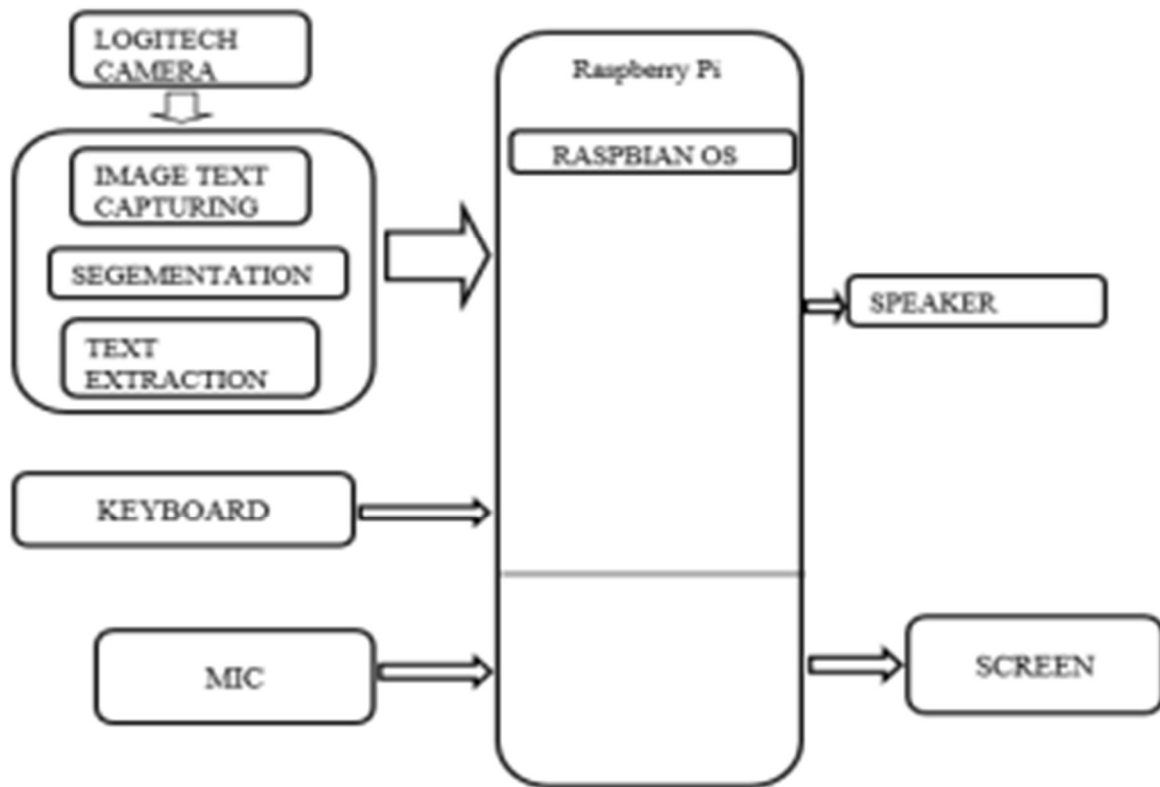 LOGITECH
CAMERA
IMAGE TEXT
CAPTURING
SEGEMENTATION
TEXT
EXTRACTION
KEYBOARD
MIC
Raspberry Pi
RASPBIAN OS
SPEAKER
SCREEN